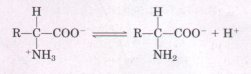 H H
R–C–COO⁻ ⇌ R–C–COO⁻ + H⁺
⁺NH₃ NH₂